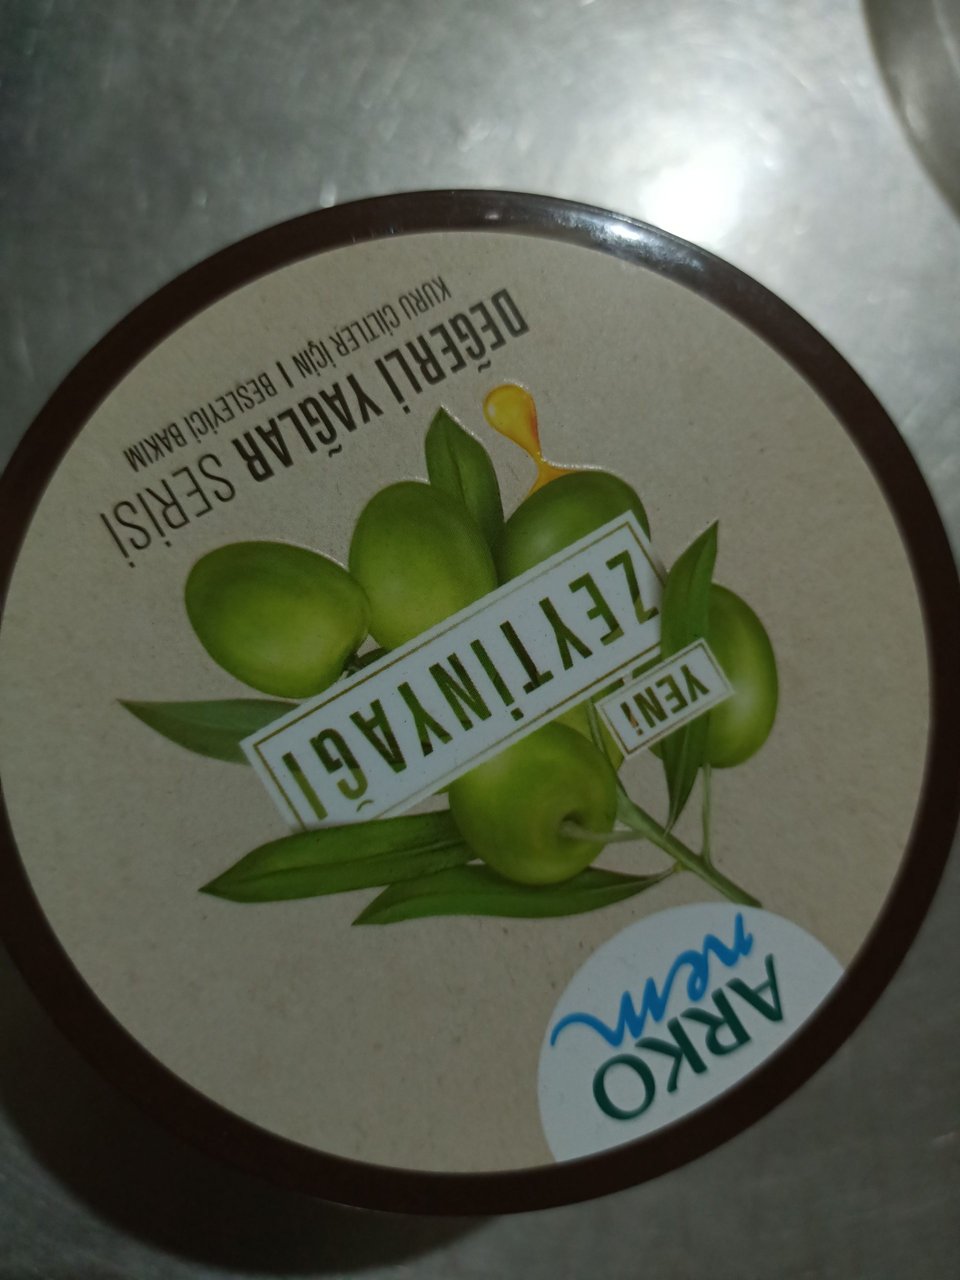 ARKO
nem
YENİ
ZEYTİNYAĞI
DEĞERLİ YAĞLAR SERİSİ
KURU CİLTLER İÇİN I BESLEYİCİ BAKIM